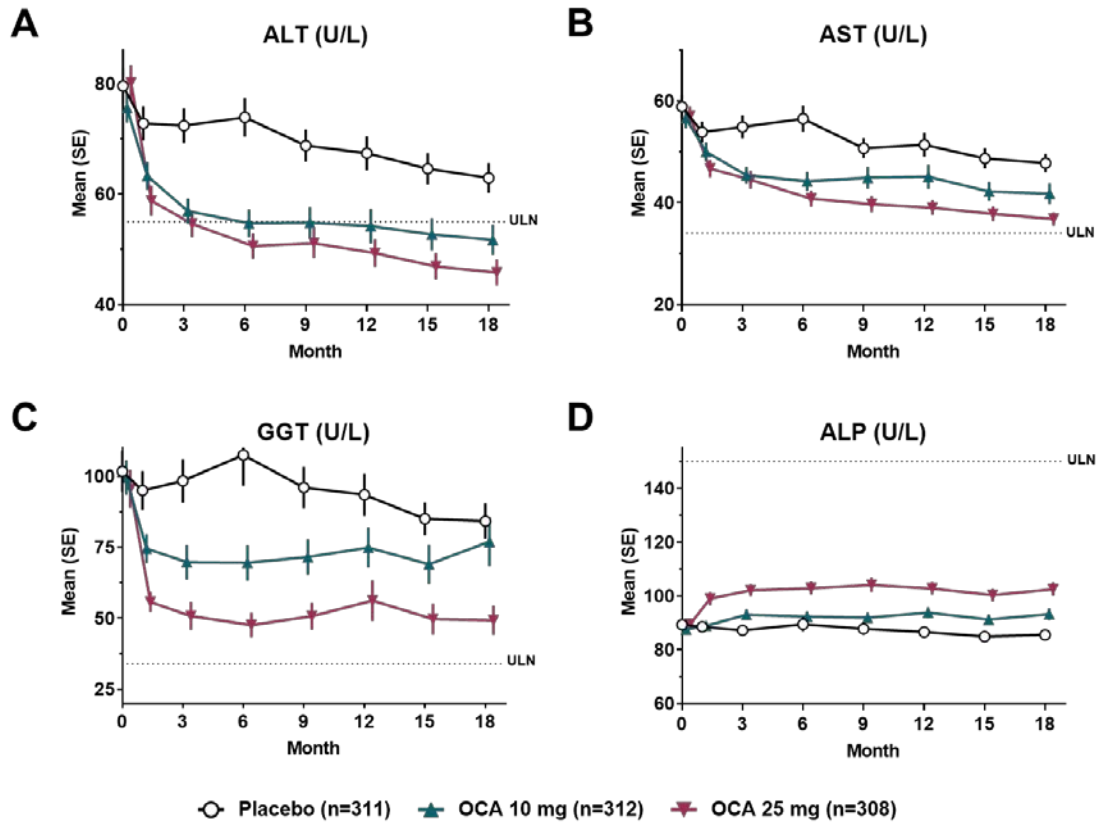 A
ALT (U/L)
80
60
40
Mean (SE)
ULN
0 3 6 9 12 15 18
Month
B
AST (U/L)
60
40
20
Mean (SE)
ULN
0 3 6 9 12 15 18
Month
C
GGT (U/L)
100
75
50
25
Mean (SE)
ULN
0 3 6 9 12 15 18
Month
D
ALP (U/L)
140
120
100
80
60
Mean (SE)
ULN
0 3 6 9 12 15 18
Month
Placebo (n=311) OCA 10 mg (n=312) OCA 25 mg (n=308)